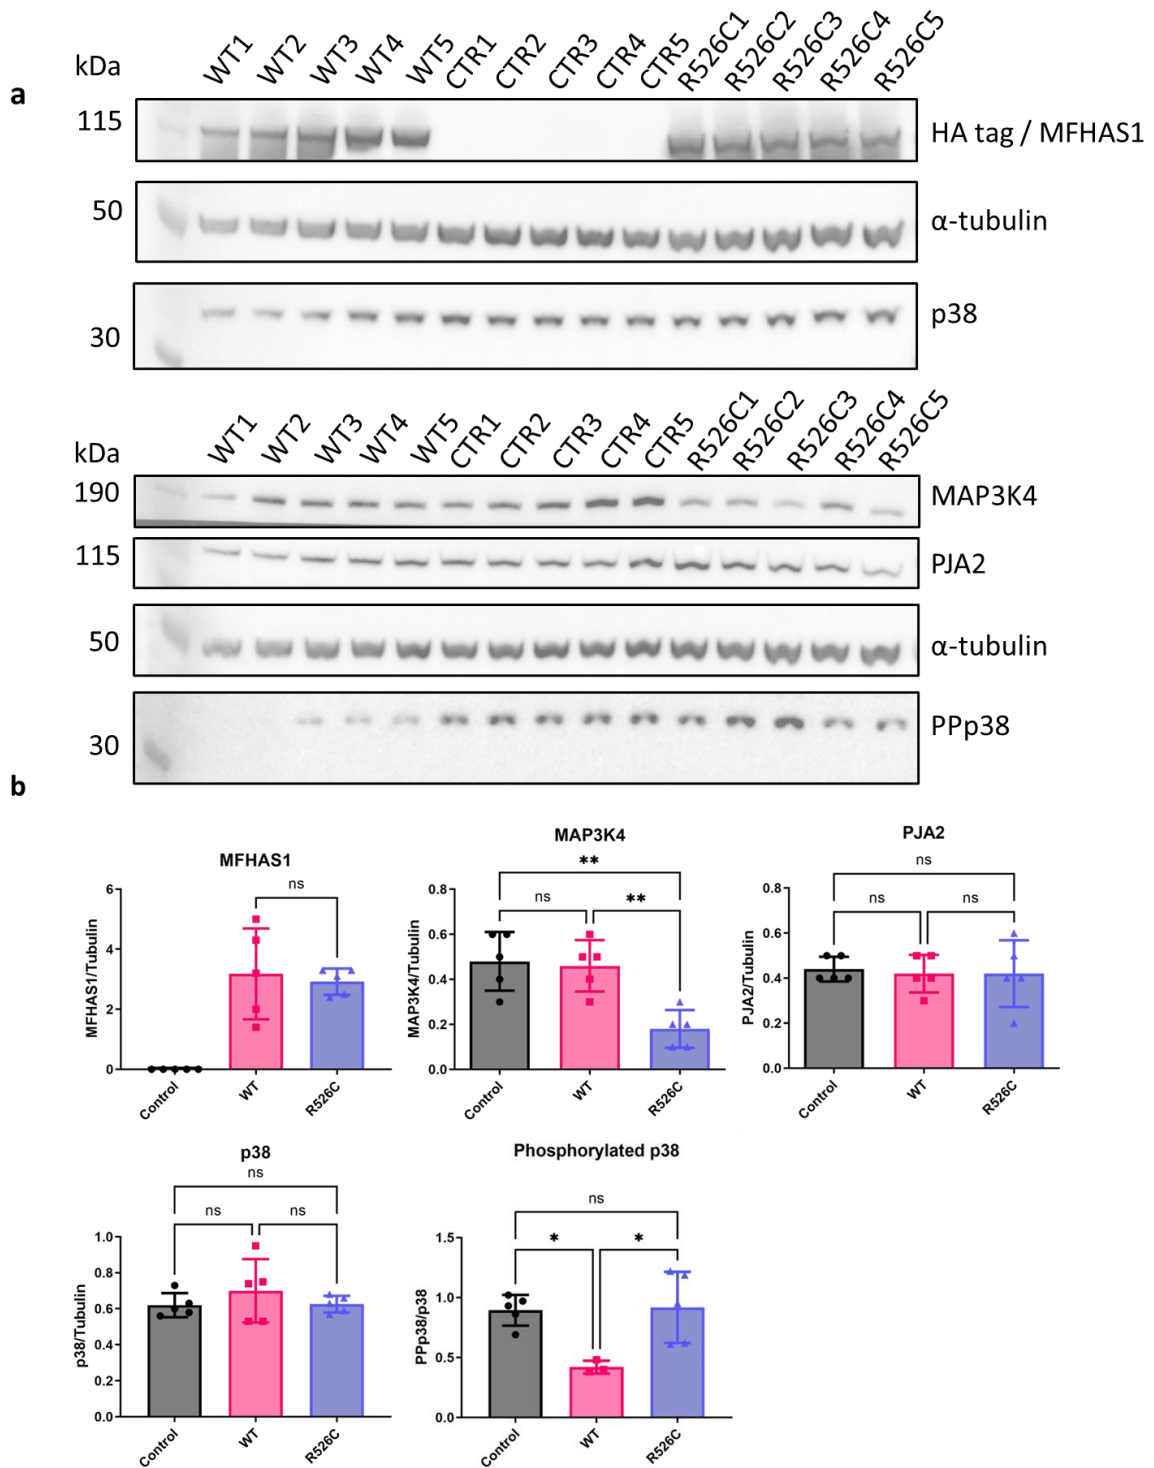 a
kDa
WT1 WT2 WT3 WT4 WT5 CTR1 CTR2 CTR3 CTR4 CTR5 R526C1 R526C2 R526C3 R526C4 R526C5
115
HA tag / MFHAS1
50
α-tubulin
30
p38
kDa
WT1 WT2 WT3 WT4 WT5 CTR1 CTR2 CTR3 CTR4 CTR5 R526C1 R526C2 R526C3 R526C4 R526C5
190
MAP3K4
115
PJA2
50
α-tubulin
30
PPp38
b
MFHAS1
ns
MFHAS1/Tubulin
6
4
2
0
Control WT R526C
MAP3K4
**
ns **
MAP3K4/Tubulin
0.8
0.6
0.4
0.2
0.0
Control WT R526C
PJA2
ns
ns ns
PJA2/Tubulin
0.8
0.6
0.4
0.2
0.0
Control WT R526C
p38
ns
ns ns
p38/Tubulin
1.0
0.8
0.6
0.4
0.2
0.0
Control WT R526C
Phosphorylated p38
ns
* *
PPp38/p38
1.5
1.0
0.5
0.0
Control WT R526C